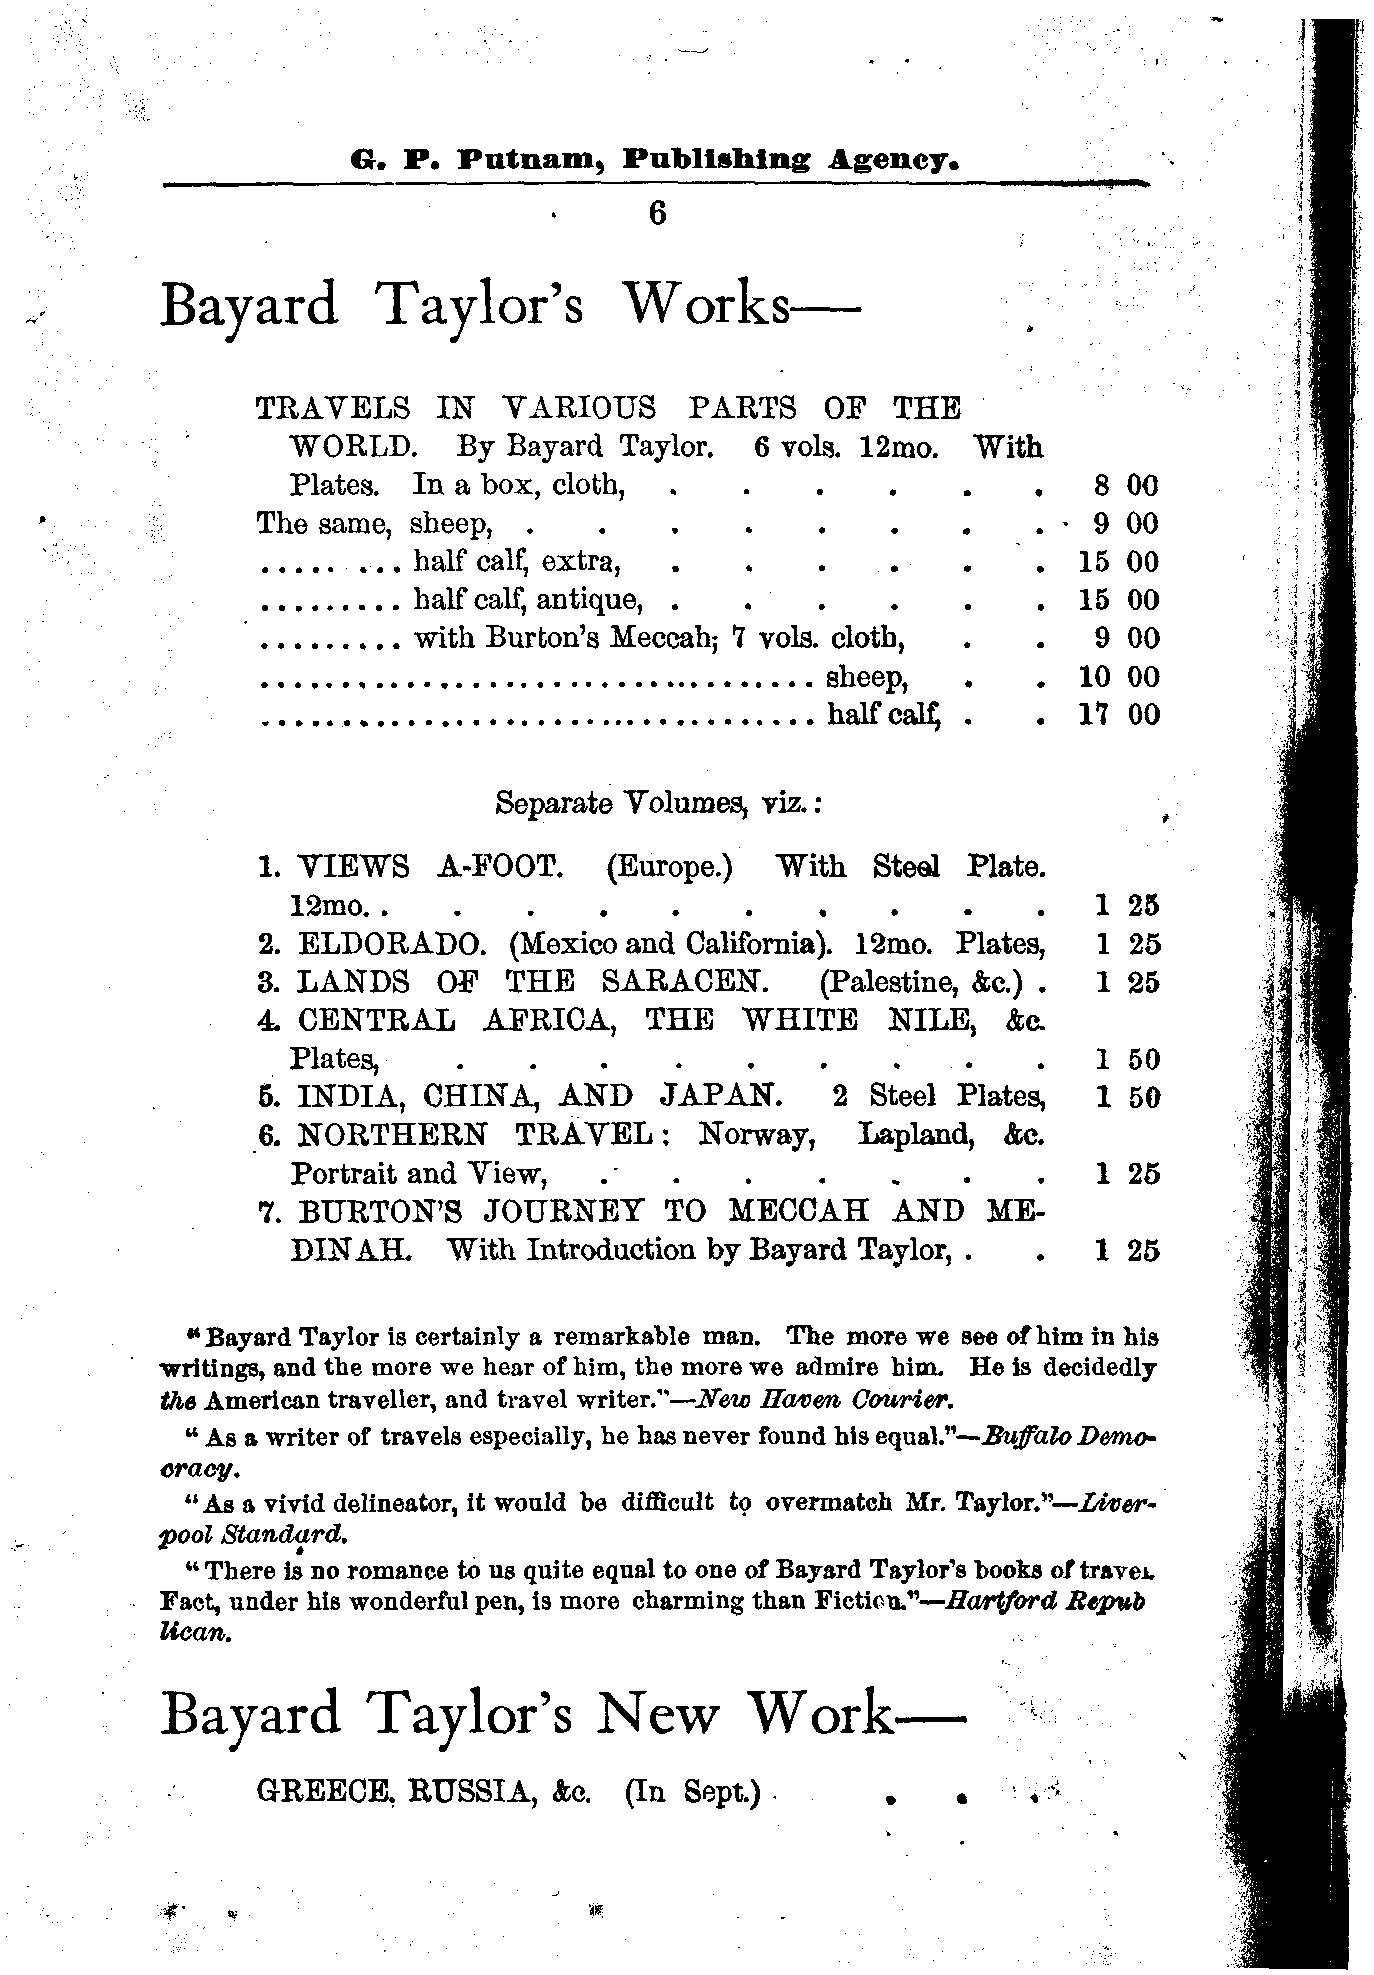 G. P. Putnam, Publishing Agency.
6
Bayard Taylor's Works—
TRAVELS IN VARIOUS PARTS OF THE
WORLD. By Bayard Taylor. 6 vols. 12mo. With
Plates. In a box, cloth, . . . . . . 8 00
The same, sheep, . . . . . . . . 9 00
......... half calf, extra, . . . . . . 15 00
......... half calf, antique, . . . . . . 15 00
......... with Burton's Meccah; 7 vols. cloth, . . 9 00
................................... sheep, . . 10 00
................................... half calf, . . 17 00
Separate Volumes, viz.:
1. VIEWS A-FOOT. (Europe.) With Steel Plate.
12mo. . . . . . . . . . . 1 25
2. ELDORADO. (Mexico and California). 12mo. Plates, 1 25
3. LANDS OF THE SARACEN. (Palestine, &c.) . 1 25
4. CENTRAL AFRICA, THE WHITE NILE, &c.
Plates, . . . . . . . . . 1 50
5. INDIA, CHINA, AND JAPAN. 2 Steel Plates, 1 50
6. NORTHERN TRAVEL: Norway, Lapland, &c.
Portrait and View, . . . . . . . 1 25
7. BURTON'S JOURNEY TO MECCAH AND ME-
DINAH. With Introduction by Bayard Taylor, . . 1 25
"Bayard Taylor is certainly a remarkable man. The more we see of him in his
writings, and the more we hear of him, the more we admire him. He is decidedly
the American traveller, and travel writer."—New Haven Courier.
"As a writer of travels especially, he has never found his equal."—Buffalo Demo-
cracy.
"As a vivid delineator, it would be difficult to overmatch Mr. Taylor."—Liver-
pool Standard.
"There is no romance to us quite equal to one of Bayard Taylor's books of travel
Fact, under his wonderful pen, is more charming than Fiction."—Hartford Repub
lican.
Bayard Taylor's New Work—
GREECE, RUSSIA, &c. (In Sept.) . . .